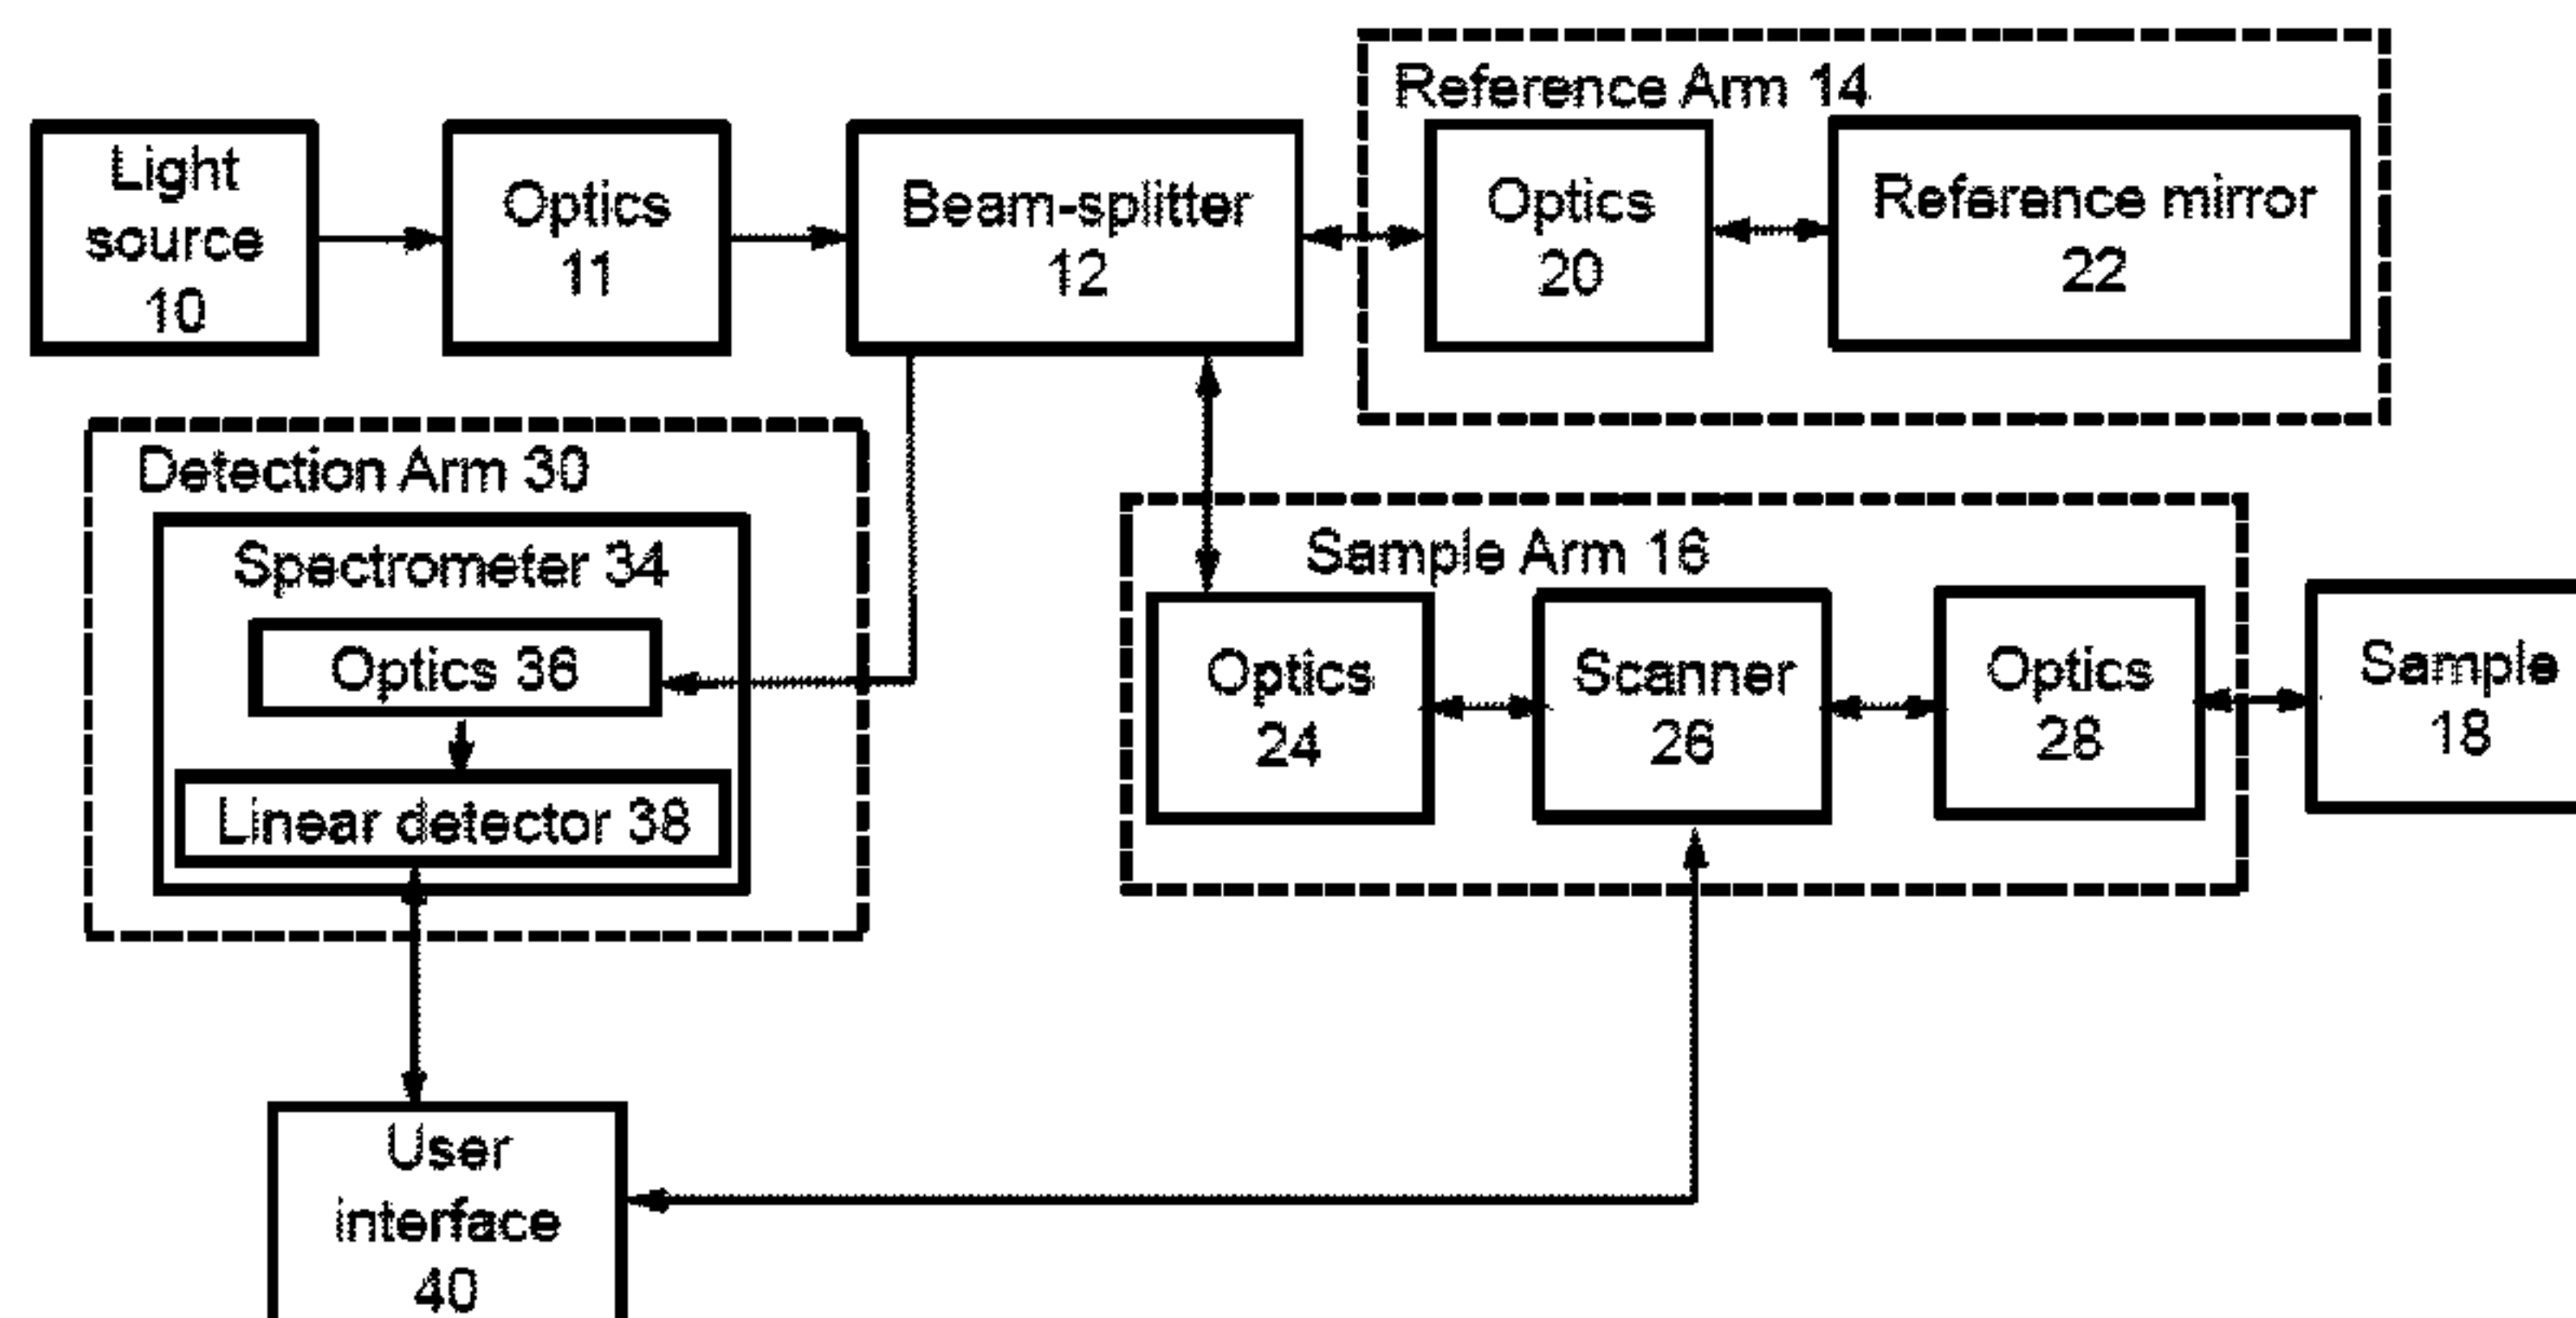 Reference Arm 14
Light
source
10
Optics
11
Beam-splitter
12
Optics
20
Reference mirror
22
Detection Arm 30
Spectrometer 34
Optics 36
Linear detector 38
Sample Arm 16
Optics
24
Scanner
26
Optics
28
Sample
18
User
interface
40